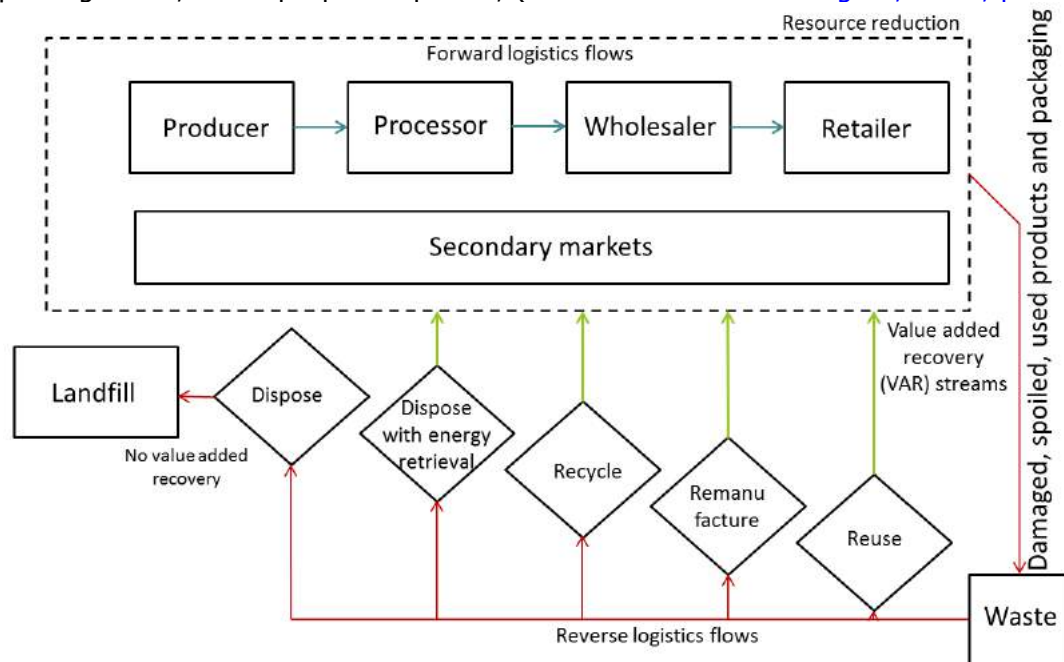 Resource reduction
Forward logistics flows
Producer
Processor
Wholesaler
Retailer
Secondary markets
Damaged, spoiled, used products and packaging
Value added
recovery
(VAR) streams
Landfill
Dispose
Dispose
with energy
retrieval
Recycle
Remanu
facture
Reuse
No value added
recovery
Reverse logistics flows
Waste